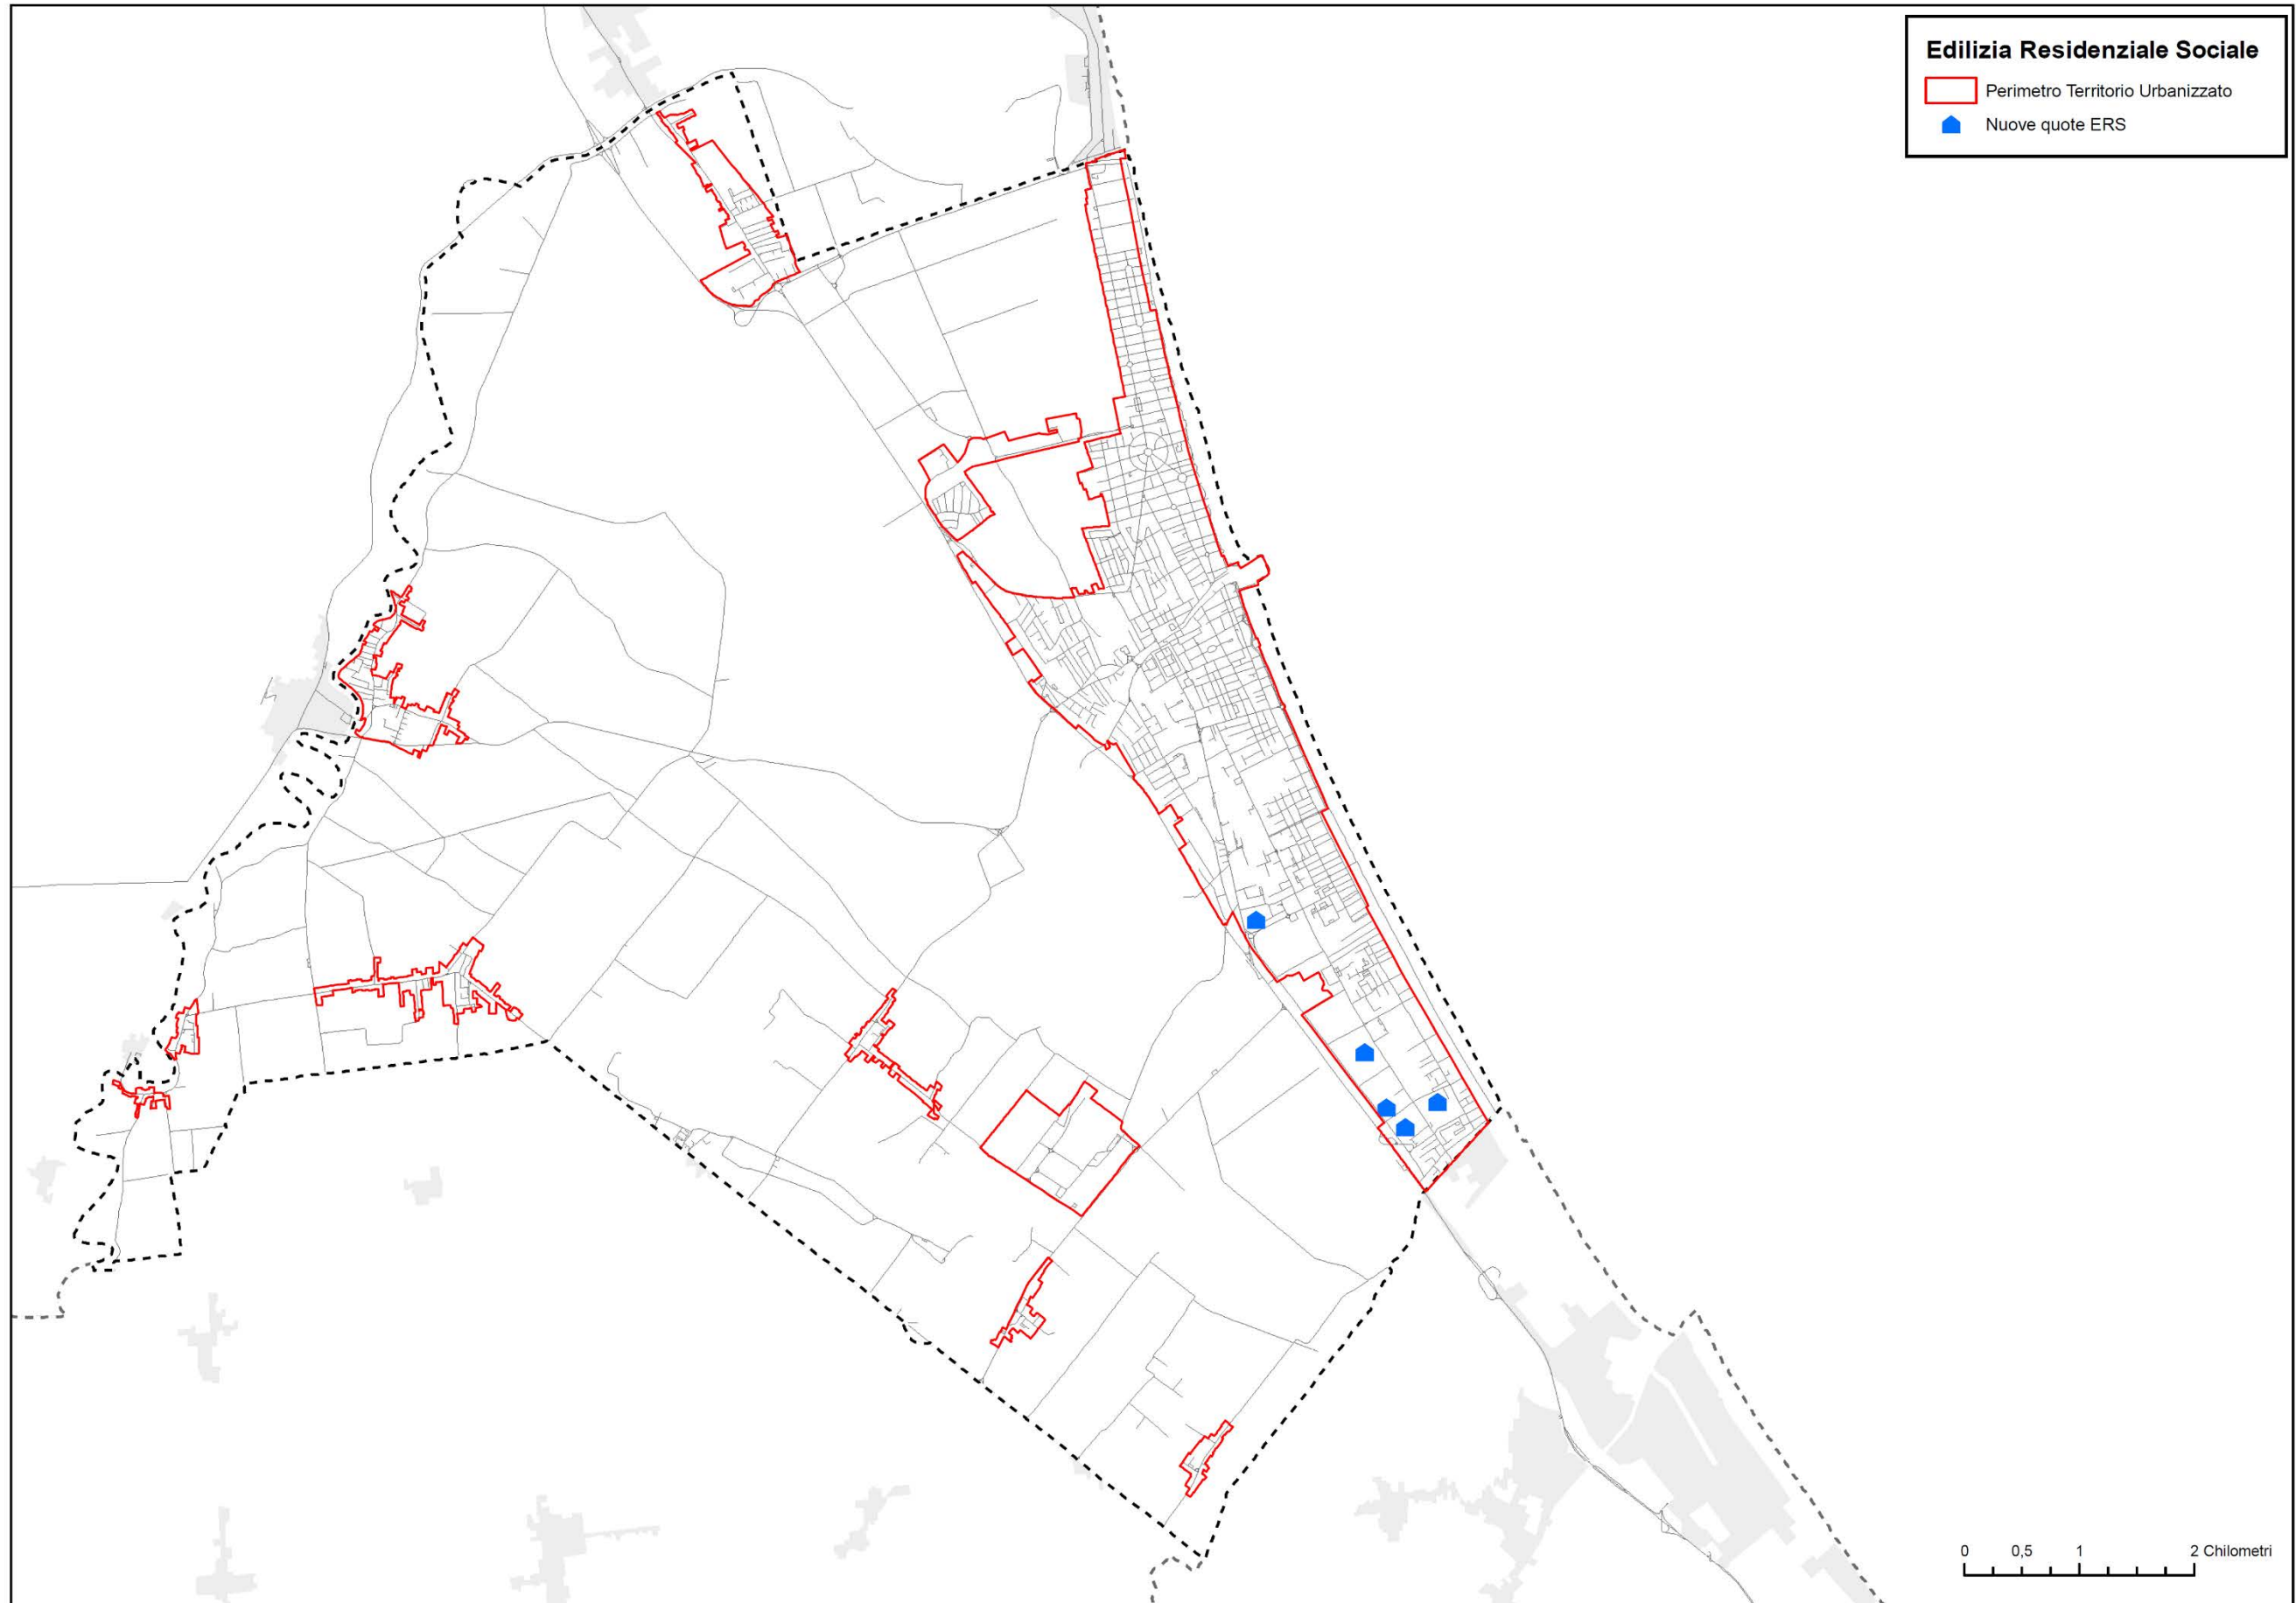 Edilizia Residenziale Sociale
Perimetro Territorio Urbanizzato
Nuove quote ERS
0 0,5 1 2 Chilometri